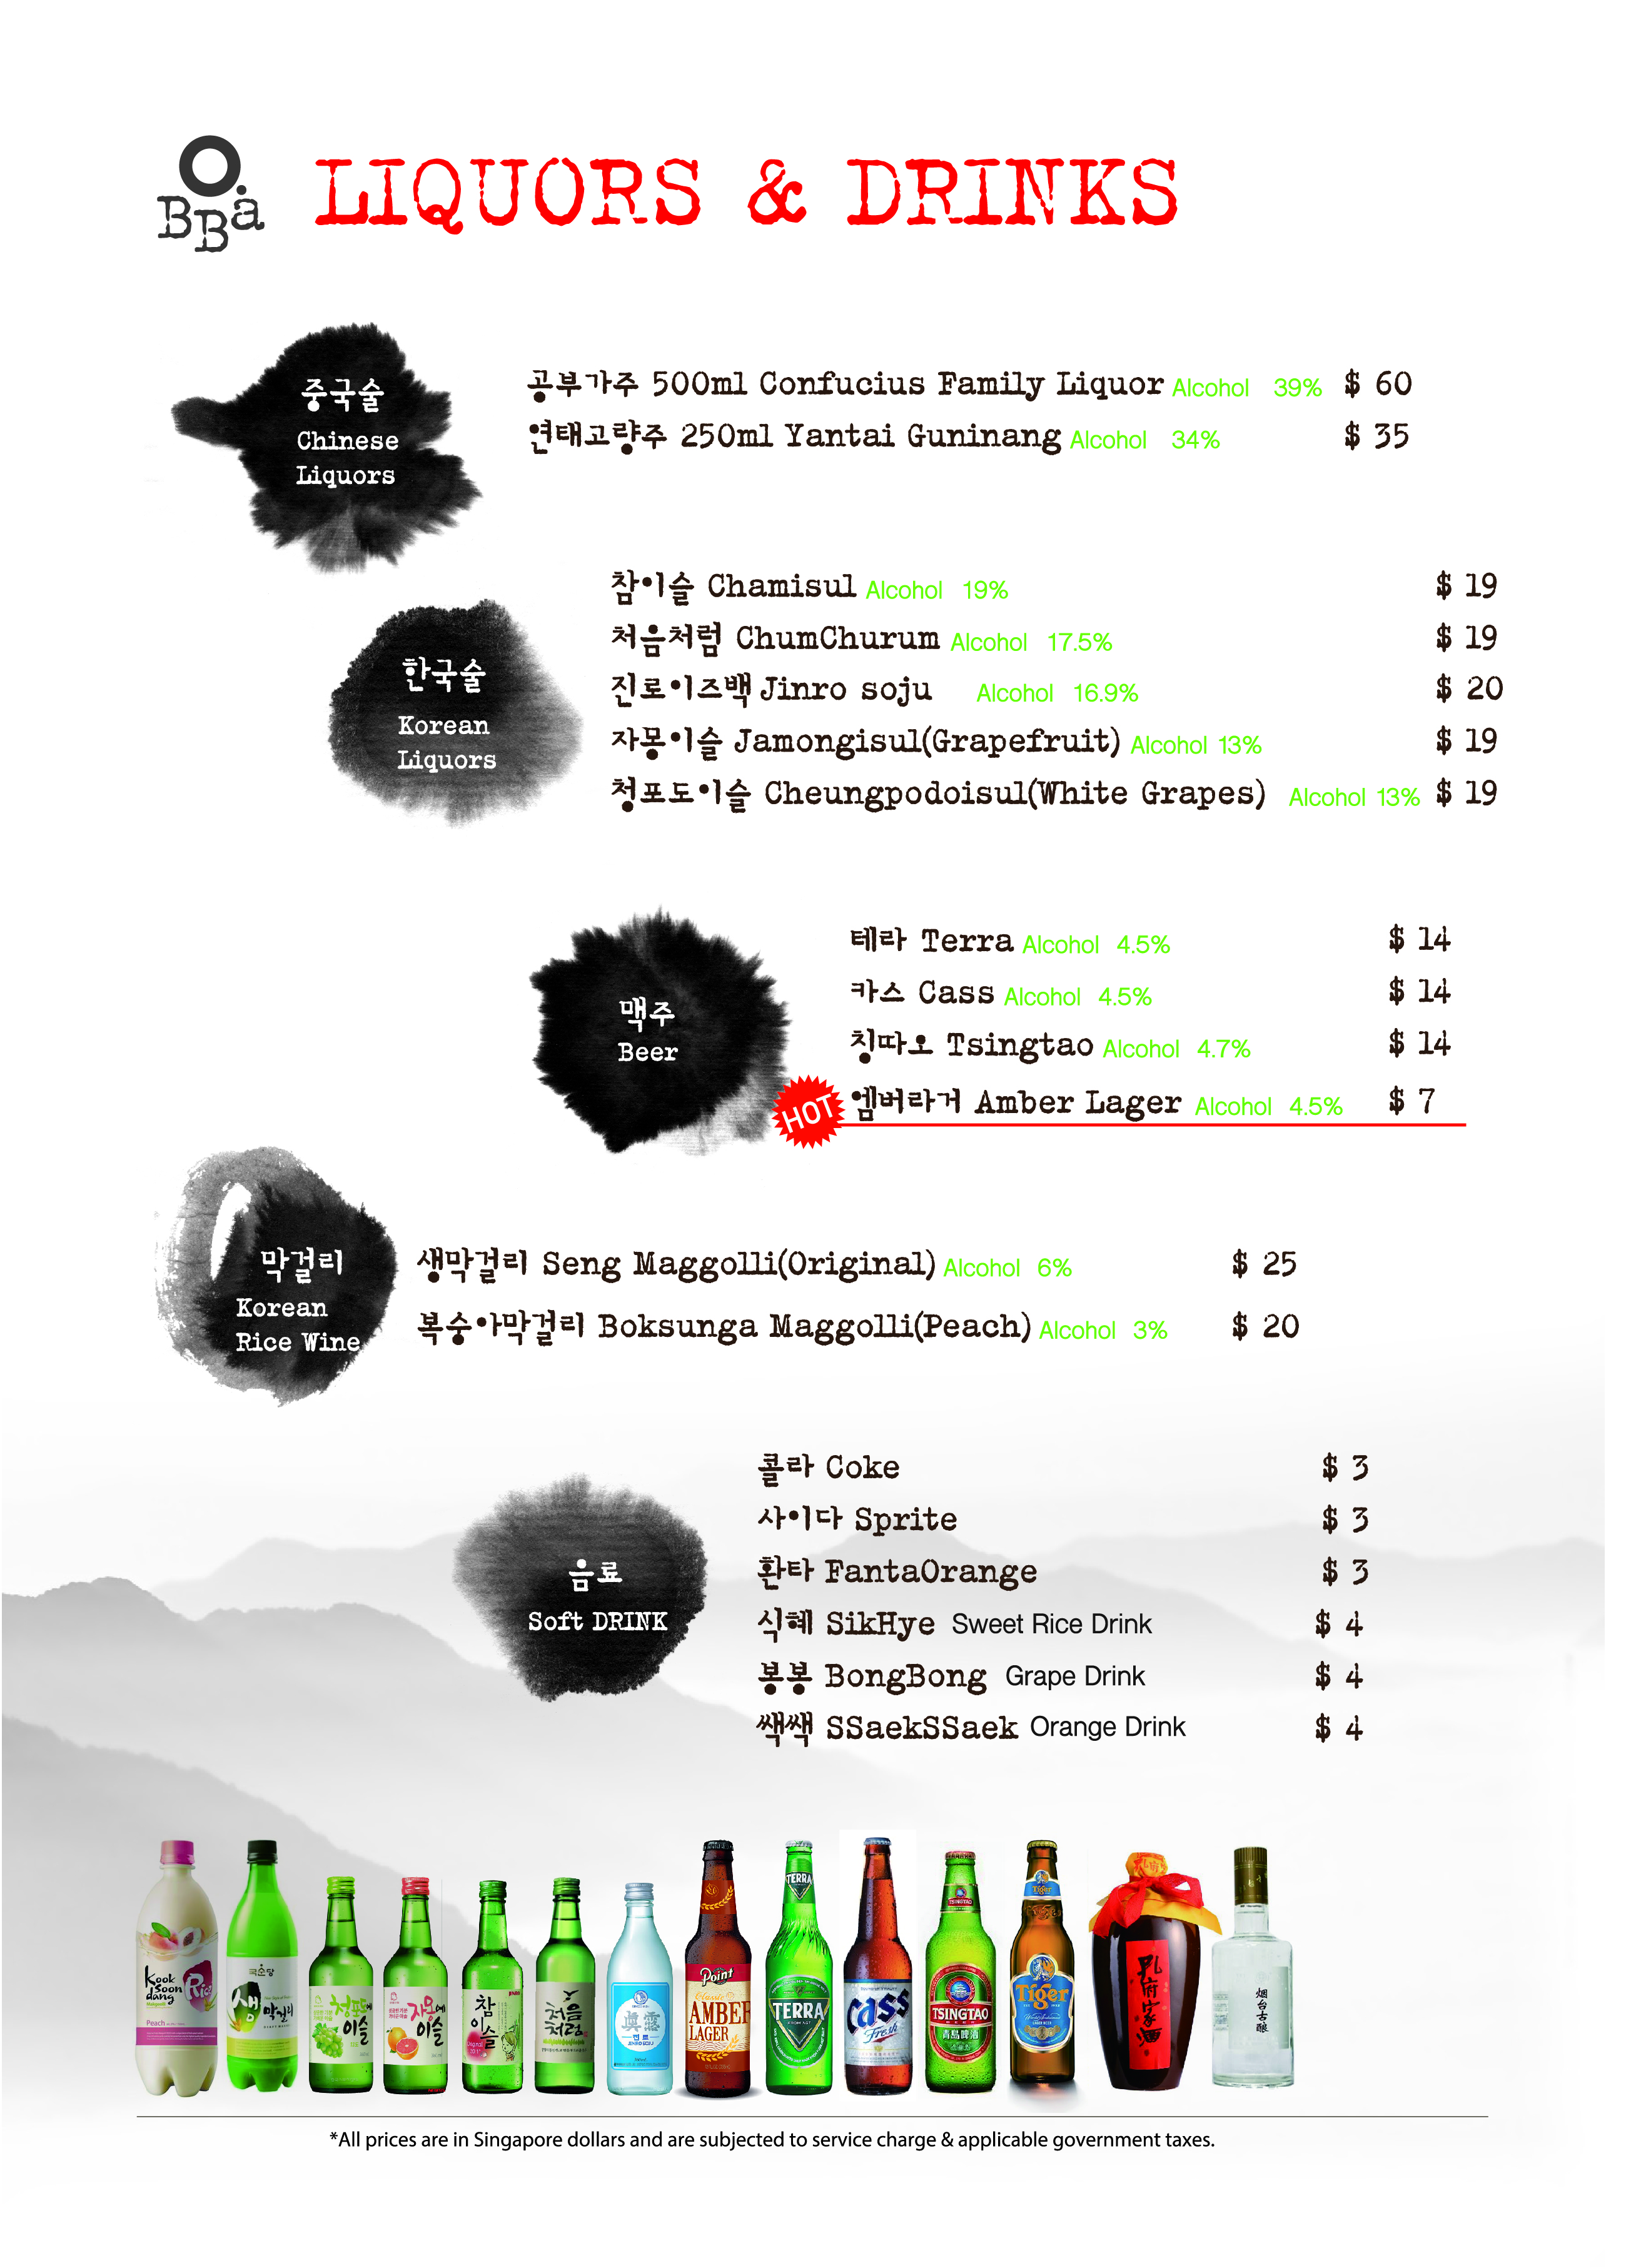 O.BBa
LIQUORS & DRINKS
중국술
Chinese
Liquors
공부가주 500ml Confucius Family Liquor Alcohol 39% $ 60
연태고량주 250ml Yantai Guninang Alcohol 34% $ 35
한국술
Korean
Liquors
참이슬 Chamisul Alcohol 19% $ 19
처음처럼 ChumChurum Alcohol 17.5% $ 19
진로이즈백 Jinro soju Alcohol 16.9% $ 20
자몽이슬 Jamongisul(Grapefruit) Alcohol 13% $ 19
청포도이슬 Cheungpodoisul(White Grapes) Alcohol 13% $ 19
맥주
Beer
테라 Terra Alcohol 4.5% $ 14
카스 Cass Alcohol 4.5% $ 14
칭따오 Tsingtao Alcohol 4.7% $ 14
HOT 엠버라거 Amber Lager Alcohol 4.5% $ 7
막걸리
Korean
Rice Wine
생막걸리 Seng Maggolli(Original) Alcohol 6% $ 25
복숭아막걸리 Boksunga Maggolli(Peach) Alcohol 3% $ 20
음료
Soft DRINK
콜라 Coke $ 3
사이다 Sprite $ 3
환타 FantaOrange $ 3
식혜 SikHye Sweet Rice Drink $ 4
봉봉 BongBong Grape Drink $ 4
쌕쌕 SSaekSSaek Orange Drink $ 4
Kook
Soon
dang
Rice
Peach
국순당
생막걸리
청포도에
이슬
자몽에
이슬
참
이슬
처음
처럼
眞露
진로
Point
Classic
AMBER
LAGER
TERRA
TERRA
Cass
Fresh
TSINGTAO
TSINGTAO
青島啤酒
Tiger
Tiger
孔府家酒
烟台古酿
*All prices are in Singapore dollars and are subjected to service charge & applicable government taxes.